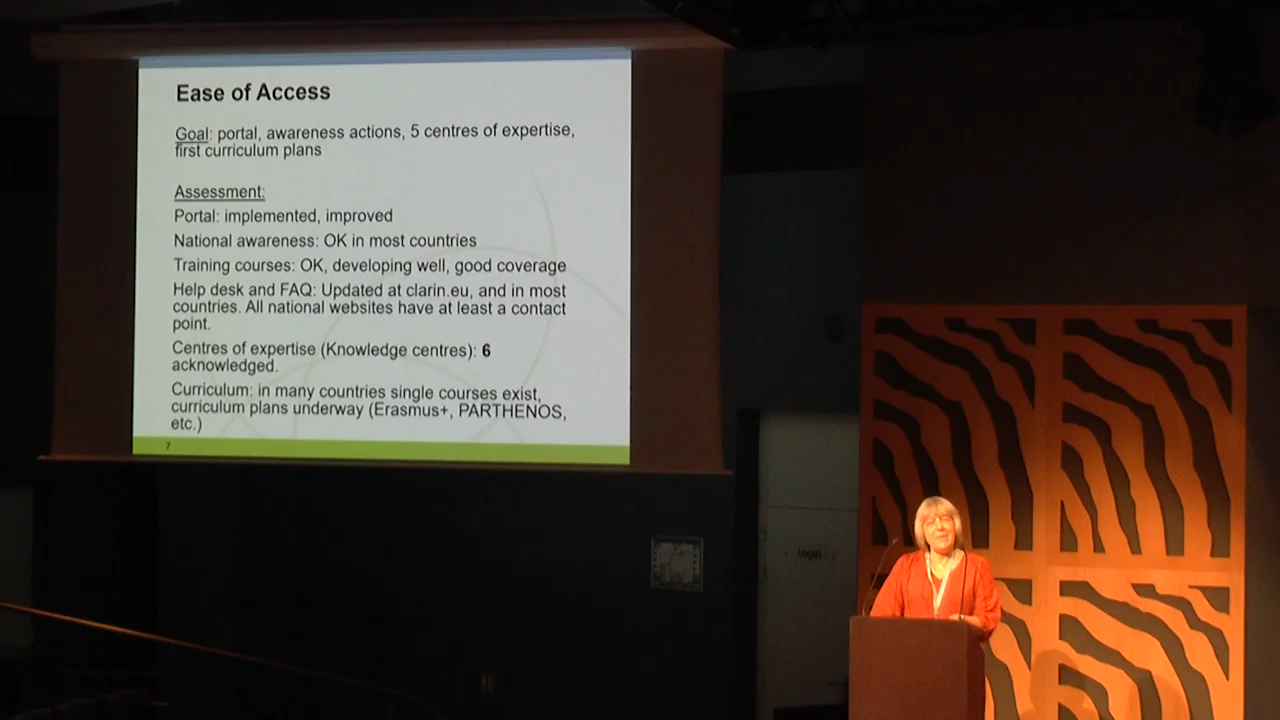 Ease of Access
Goal: portal, awareness actions, 5 centres of expertise,
first curriculum plans
Assessment:
Portal: implemented, improved
National awareness: OK in most countries
Training courses: OK, developing well, good coverage
Help desk and FAQ: Updated at clarin.eu, and in most
countries. All national websites have at least a contact
point.
Centres of expertise (Knowledge centres): 6
acknowledged.
Curriculum: in many countries single courses exist,
curriculum plans underway (Erasmus+, PARTHENOS,
etc.)
7
Loges